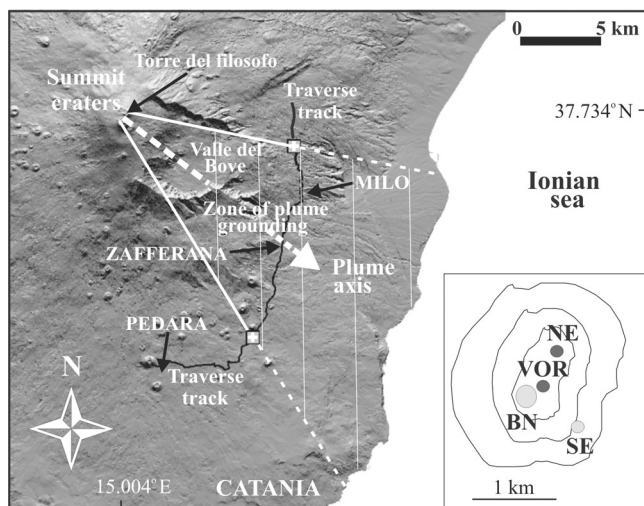 0 5 km
Torre del filosofo
Summit
craters
Traverse
track
37.734°N
Valle del
Bove
MILO
Ionian
sea
Zone of plume
grounding
ZAFFERANA
Plume
axis
PEDARA
Traverse
track
N
15.004°E
CATANIA
NE
VOR
BN
SE
1 km